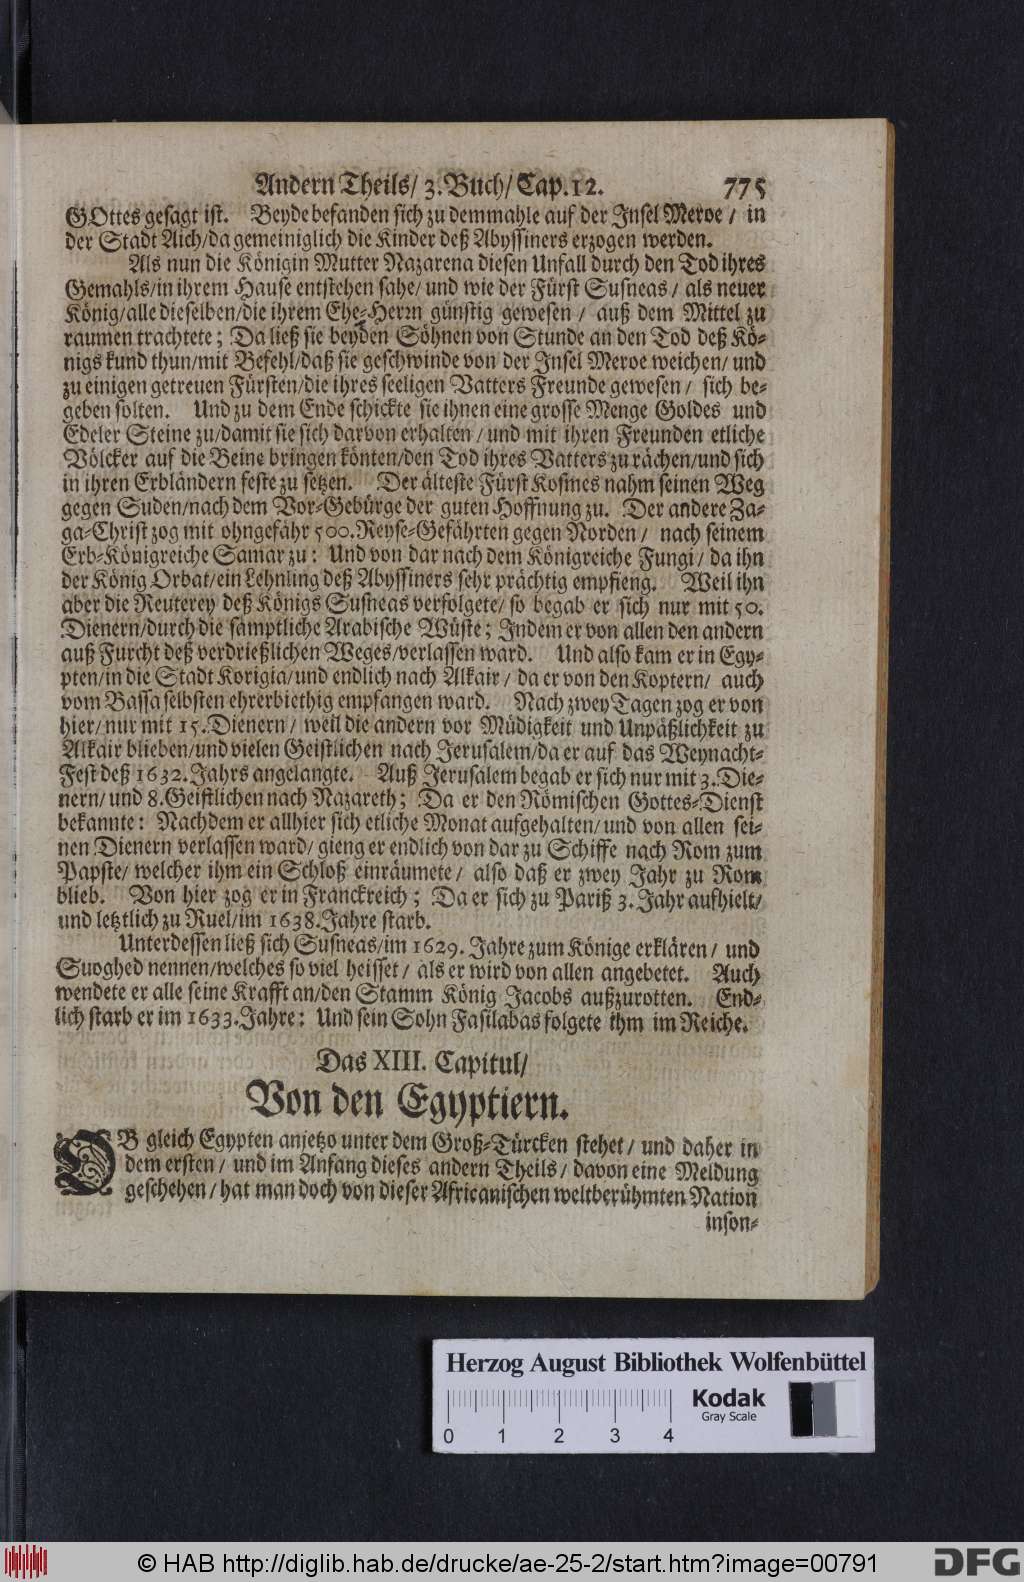 Andern Theils/ 3. Buch/ Cap. 12. 775
GOttes gesagt ist. Beyde befanden sich zu demmahle auf der Insel Meroe / in
der Stadt Aich/da gemeiniglich die Kinder deß Abyssiners erzogen werden.
Als nun die Königin Mutter Nazarena diesen Unfall durch den Tod ihres
Gemahls/in ihrem Hause entstehen sahe/ und wie der Fürst Susneas / als neuer
König/alle dieselben/die ihrem Ehe-Herrn günstig gewesen / auß dem Mittel zu
raumen trachtete; Da ließ sie beyden Söhnen von Stunde an den Tod deß Kö-
nigs kund thun/mit Befehl/daß sie geschwinde von der Insel Meroe weichen/ und
zu einigen getreuen Fürsten/die ihres seeligen Vatters Freunde gewesen / sich be-
geben solten. Und zu dem Ende schickte sie ihnen eine grosse Menge Goldes und
Edeler Steine zu/damit sie sich darvon erhalten / und mit ihren Freunden etliche
Völcker auf die Beine bringen könten/den Tod ihres Vatters zu rächen/und sich
in ihren Erbländern feste zu setzen. Der älteste Fürst Kosmes nahm seinen Weg
gegen Suden/nach dem Vor-Gebürge der guten Hoffnung zu. Der andere Za-
ga-Christ zog mit ohngefähr 500. Reyse-Gefährten gegen Norden / nach seinem
Erb-Königreiche Samar zu: Und von dar nach dem Königreiche Fungi / da ihn
der König Orbat/ein Lehnling deß Abyssiners sehr prächtig empfieng. Weil ihn
aber die Reuterey deß Königs Susneas verfolgete/ so begab er sich nur mit 50.
Dienern/durch die sämptliche Arabische Wüste; Indem er von allen den andern
auß Furcht deß verdrießlichen Weges/verlassen ward. Und also kam er in Egy-
pten/in die Stadt Korigia/und endlich nach Alkair / da er von den Koptern/ auch
vom Bassa selbsten ehrerbiethig empfangen ward. Nach zwey Tagen zog er von
hier/ nur mit 15. Dienern / weil die andern vor Müdigkeit und Unpäßlichkeit zu
Alkair blieben/und vielen Geistlichen nach Jerusalem/da er auf das Weynacht-
Fest deß 1632. Jahrs angelangte. Auß Jerusalem begab er sich nur mit 3. Die-
nern/ und 8. Geistlichen nach Nazareth; Da er den Römischen Gottes-Dienst
bekannte: Nachdem er allhier sich etliche Monat aufgehalten/ und von allen sei-
nen Dienern verlassen ward/ gieng er endlich von dar zu Schiffe nach Rom zum
Papste/ welcher ihm ein Schloß einräumete / also daß er zwey Jahr zu Rom
blieb. Von hier zog er in Franckreich; Da er sich zu Pariß 3. Jahr aufhielt/
und letztlich zu Ruel/im 1638. Jahre starb.
Unterdessen ließ sich Susneas/im 1629. Jahre zum Könige erklären / und
Suoghed nennen/welches so viel heisset / als er wird von allen angebetet. Auch
wendete er alle seine Krafft an/den Stamm König Jacobs außzurotten. End-
lich starb er im 1633. Jahre: Und sein Sohn Fasilabas folgete ihm im Reiche.
Das XIII. Capitul/
Von den Egyptiern.
OB gleich Egypten anjetzo unter dem Groß-Türcken stehet / und daher in
dem ersten / und im Anfang dieses andern Theils / davon eine Meldung
geschehen / hat man doch von dieser Africanischen weltberühmten Nation
inson-
Herzog August Bibliothek Wolfenbüttel
Kodak
Gray Scale
0 1 2 3 4
© HAB http://diglib.hab.de/drucke/ae-25-2/start.htm?image=00791
DFG